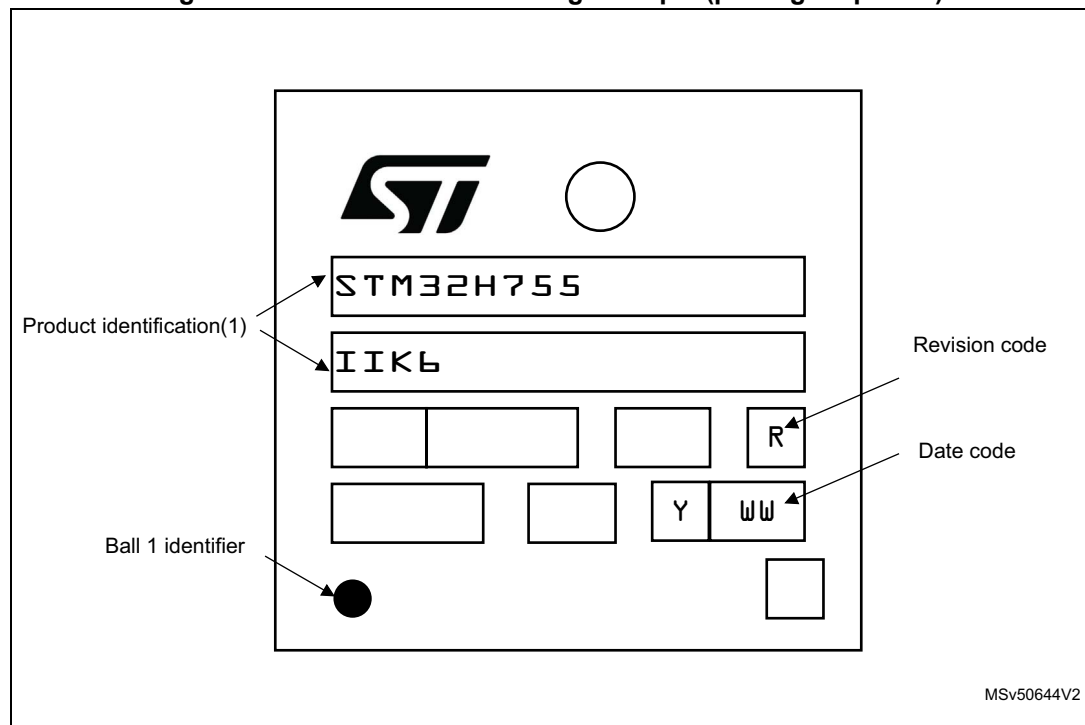 STM32H755
Product identification(1)
IIK6
Revision code
R
Date code
Y WW
Ball 1 identifier
MSv50644V2